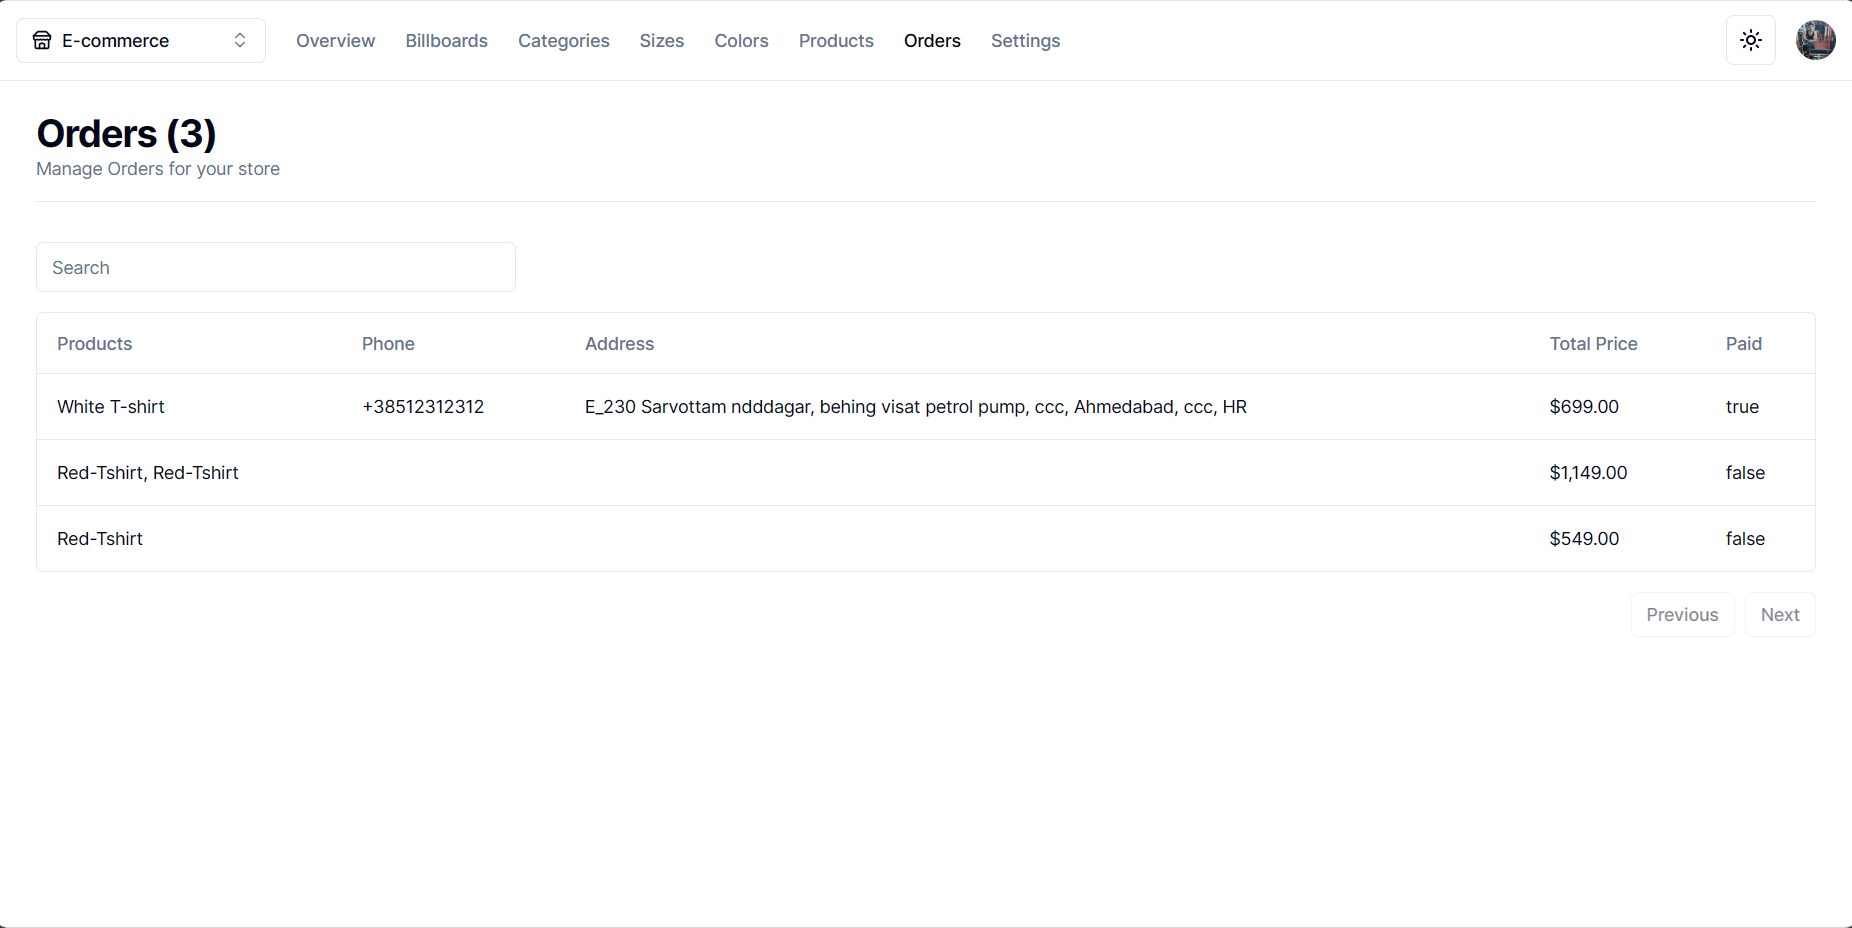 E-commerce Overview Billboards Categories Sizes Colors Products Orders Settings
Orders (3)
Manage Orders for your store
Search
Products Phone Address Total Price Paid
White T-shirt +38512312312 E_230 Sarvottam ndddagar, behing visat petrol pump, ccc, Ahmedabad, ccc, HR $699.00 true
Red-Tshirt, Red-Tshirt $1,149.00 false
Red-Tshirt $549.00 false
Previous Next